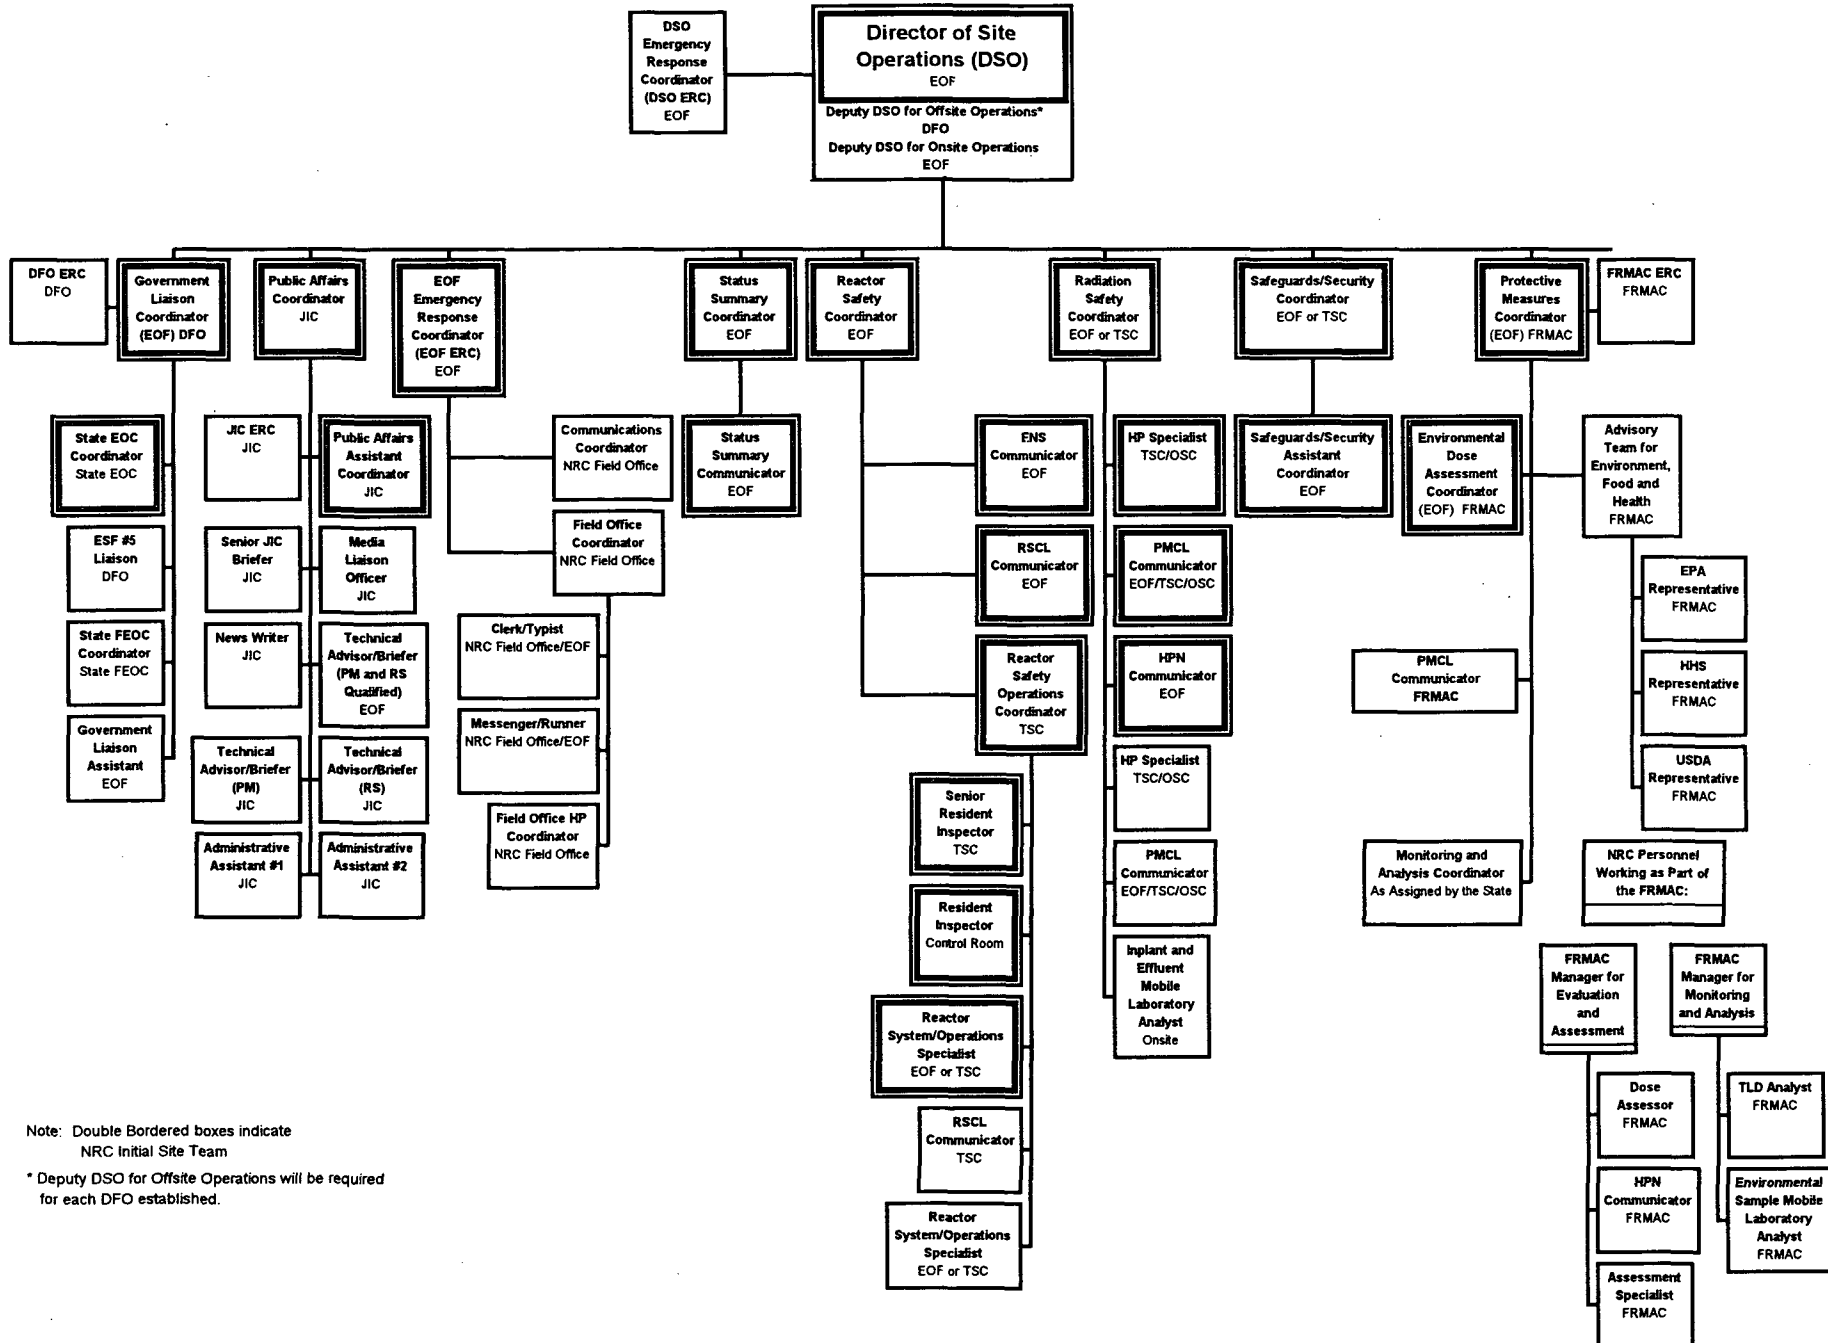 DSO
Emergency
Response
Coordinator
(DSO ERC)
EOF
Director of Site
Operations (DSO)
EOF
Deputy DSO for Offsite Operations*
DFO
Deputy DSO for Onsite Operations
EOF
DFO ERC
DFO
Government
Liaison
Coordinator
(EOF) DFO
Public Affairs
Coordinator
JIC
EOF
Emergency
Response
Coordinator
(EOF ERC)
EOF
Status
Summary
Coordinator
EOF
Reactor
Safety
Coordinator
EOF
Radiation
Safety
Coordinator
EOF or TSC
Safeguards/Security
Coordinator
EOF or TSC
Protective
Measures
Coordinator
(EOF) FRMAC
FRMAC ERC
FRMAC
State EOC
Coordinator
State EOC
ESF #5
Liaison
DFO
State FEOC
Coordinator
State FEOC
Government
Liaison
Assistant
EOF
JIC ERC
JIC
Public Affairs
Assistant
Coordinator
JIC
Senior JIC
Briefer
JIC
Media
Liaison
Officer
JIC
News Writer
JIC
Technical
Advisor/Briefer
(PM and RS
Qualified)
EOF
Technical
Advisor/Briefer
(PM)
JIC
Technical
Advisor/Briefer
(RS)
JIC
Administrative
Assistant #1
JIC
Administrative
Assistant #2
JIC
Communications
Coordinator
NRC Field Office
Field Office
Coordinator
NRC Field Office
Clerk/Typist
NRC Field Office/EOF
Messenger/Runner
NRC Field Office/EOF
Field Office HP
Coordinator
NRC Field Office
Status
Summary
Communicator
EOF
ENS
Communicator
EOF
RSCL
Communicator
EOF
Reactor
Safety
Operations
Coordinator
TSC
Senior
Resident
Inspector
TSC
Resident
Inspector
Control Room
Reactor
System/Operations
Specialist
EOF or TSC
RSCL
Communicator
TSC
Reactor
System/Operations
Specialist
EOF or TSC
HP Specialist
TSC/OSC
PMCL
Communicator
EOF/TSC/OSC
HPN
Communicator
EOF
HP Specialist
TSC/OSC
PMCL
Communicator
EOF/TSC/OSC
Inplant and
Effluent
Mobile
Laboratory
Analyst
Onsite
Safeguards/Security
Assistant
Coordinator
EOF
Environmental
Dose
Assessment
Coordinator
(EOF) FRMAC
Advisory
Team for
Environment,
Food and
Health
FRMAC
EPA
Representative
FRMAC
HHS
Representative
FRMAC
USDA
Representative
FRMAC
PMCL
Communicator
FRMAC
Monitoring and
Analysis Coordinator
As Assigned by the State
NRC Personnel
Working as Part of
the FRMAC:
FRMAC
Manager for
Evaluation
and
Assessment
FRMAC
Manager for
Monitoring
and Analysis
Dose
Assessor
FRMAC
HPN
Communicator
FRMAC
Assessment
Specialist
FRMAC
TLD Analyst
FRMAC
Environmental
Sample Mobile
Laboratory
Analyst
FRMAC
Note: Double Bordered boxes indicate
NRC Initial Site Team
* Deputy DSO for Offsite Operations will be required
for each DFO established.